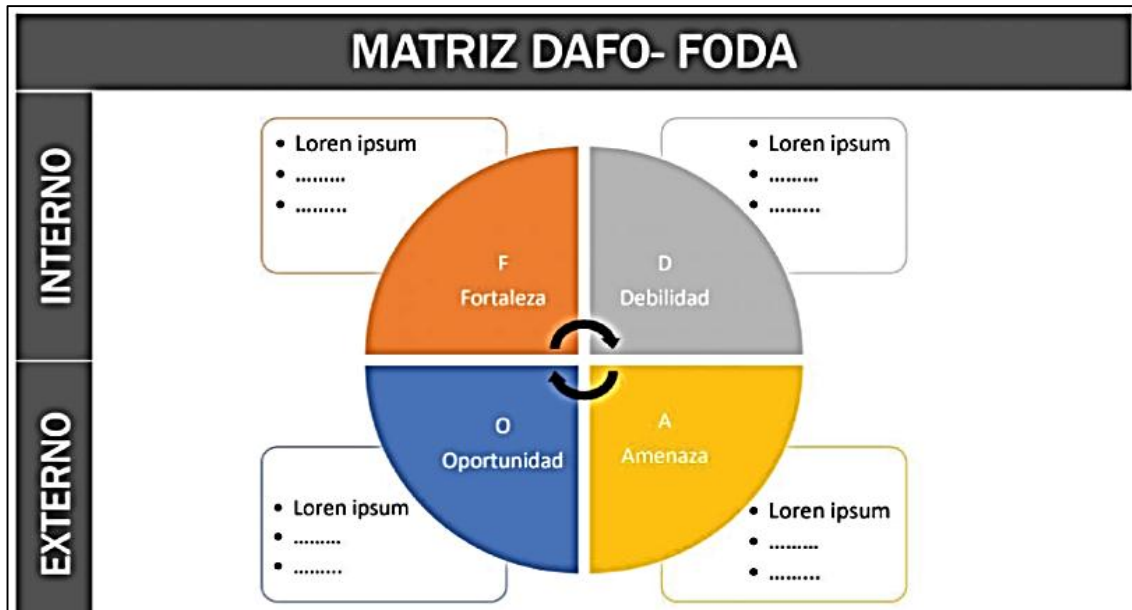 MATRIZ DAFO- FODA
INTERNO
• Loren ipsum
• .........
• .........
• Loren ipsum
• .........
• .........
F
Fortaleza
D
Debilidad
EXTERNO
O
Oportunidad
A
Amenaza
• Loren ipsum
• .........
• .........
• Loren ipsum
• .........
• .........